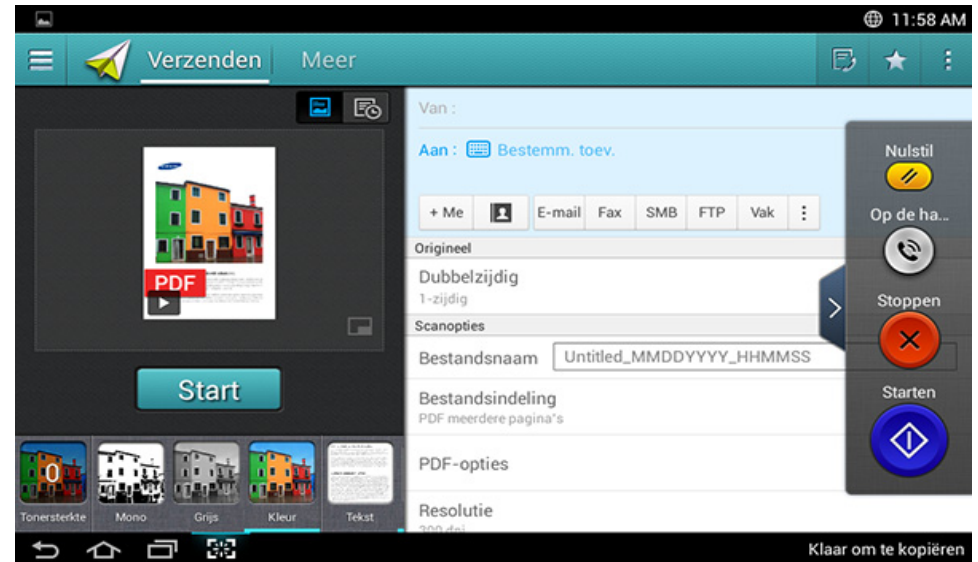 11:58 AM
Verzenden
Meer
Van :
Aan : Bestemm. toev.
+ Me E-mail Fax SMB FTP Vak
Origineel
Dubbelzijdig
1-zijdig
Scanopties
Bestandsnaam Untitled_MMDDYYYY_HHMMSS
Bestandsindeling
PDF meerdere pagina's
PDF-opties
Resolutie
300 dpi
Nulstil
Op de ha...
Stoppen
Starten
PDF
Start
0
Tonersterkte Mono Grijs Kleur Tekst
Klaar om te kopiëren